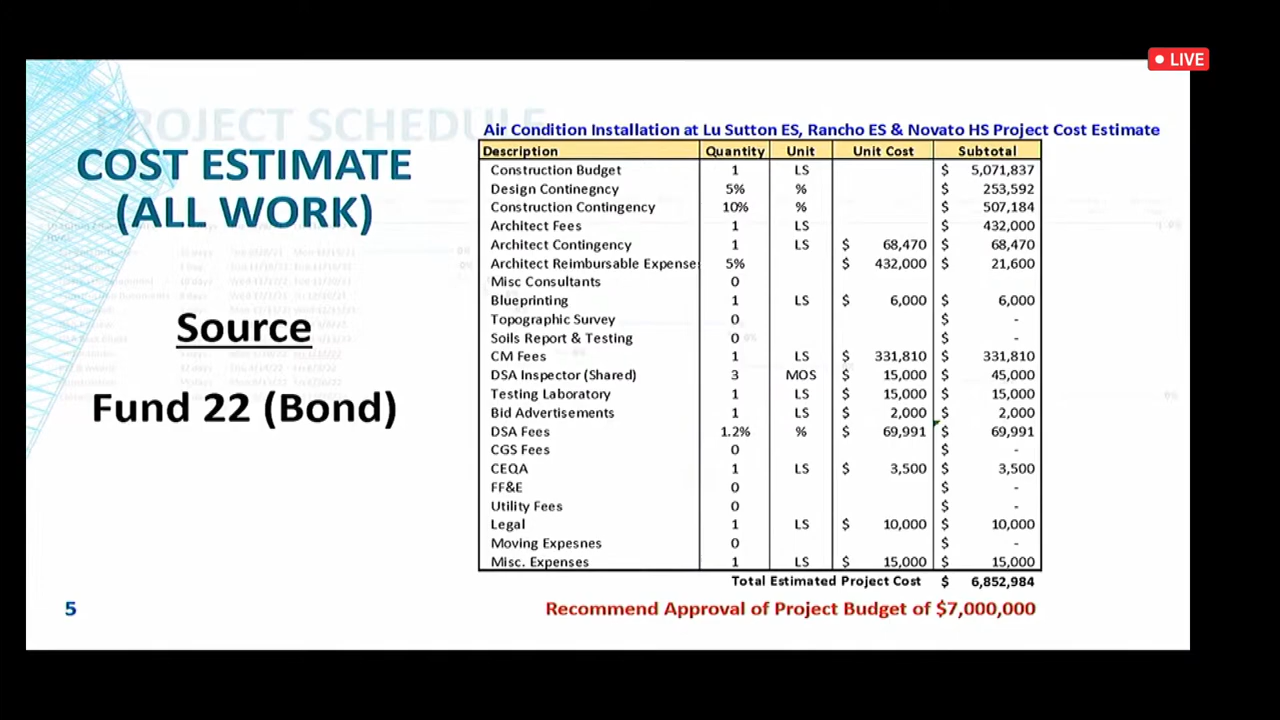 LIVE
PROJECT SCHEDULE
COST ESTIMATE
(ALL WORK)
Source
Fund 22 (Bond)
5
Air Condition Installation at Lu Sutton ES, Rancho ES & Novato HS Project Cost Estimate
Description Quantity Unit Unit Cost Subtotal
Construction Budget 1 LS $ 5,071,837
Design Continegncy 5% % $ 253,592
Construction Contingency 10% % $ 507,184
Architect Fees 1 LS $ 432,000
Architect Contingency 1 LS $ 68,470 $ 68,470
Architect Reimbursable Expense 5% $ 432,000 $ 21,600
Misc Consultants 0
Blueprinting 1 LS $ 6,000 $ 6,000
Topographic Survey 0 $ -
Soils Report & Testing 0 $ -
CM Fees 1 LS $ 331,810 $ 331,810
DSA Inspector (Shared) 3 MOS $ 15,000 $ 45,000
Testing Laboratory 1 LS $ 15,000 $ 15,000
Bid Advertisements 1 LS $ 2,000 $ 2,000
DSA Fees 1.2% % $ 69,991 $ 69,991
CGS Fees 0 $ -
CEQA 1 LS $ 3,500 $ 3,500
FF&E 0 $ -
Utility Fees 0 $ -
Legal 1 LS $ 10,000 $ 10,000
Moving Expesnes 0 $ -
Misc. Expenses 1 LS $ 15,000 $ 15,000
Total Estimated Project Cost $ 6,852,984
Recommend Approval of Project Budget of $7,000,000